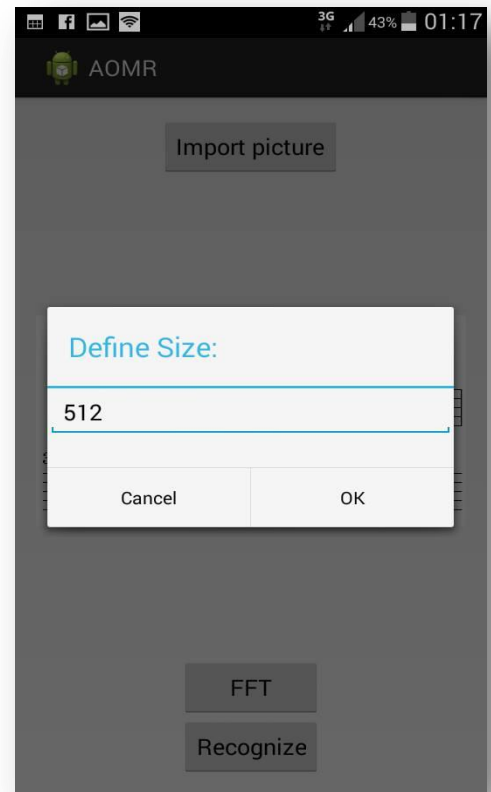 3G 43% 01:17
AOMR
Import picture
Define Size:
512
Cancel OK
FFT
Recognize